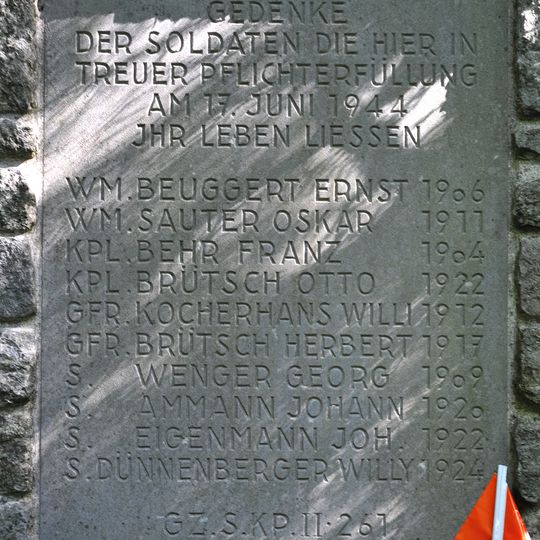 GEDENKE
DER SOLDATEN DIE HIER IN
TREUER PFLICHTERFÜLLUNG
AM 17. JUNI 1944
JHR LEBEN LIESSEN
WM. BEUGGERT ERNST 1906
WM. SAUTER OSKAR 1911
KPL. BEHR FRANZ 1904
KPL. BRÜTSCH OTTO 1922
GFR. KOCHERHANS WILLI 1912
GFR. BRÜTSCH HERBERT 1917
S. WENGER GEORG 1909
S. AMMANN JOHANN 1926
S. EIGENMANN JOH. 1922
S. DÜNNENBERGER WILLY 1924
GZ.S.KP.II·261